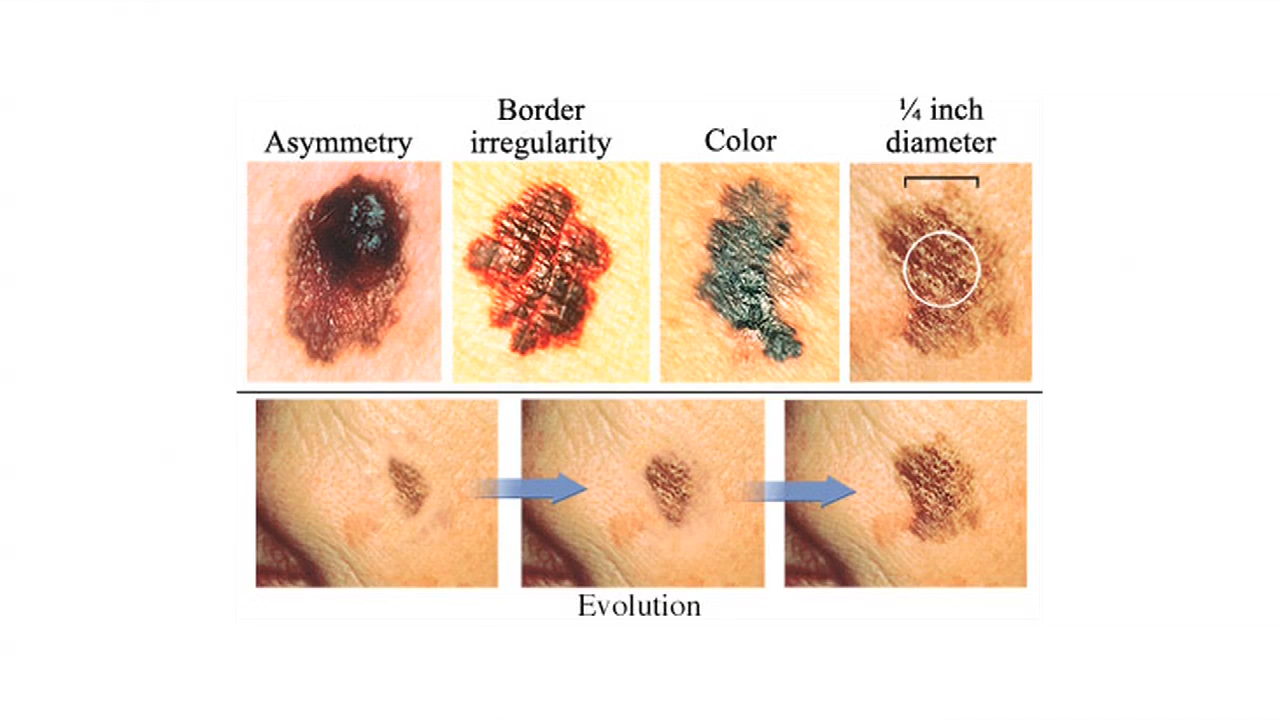 Asymmetry
Border
irregularity
Color
¼ inch
diameter
Evolution